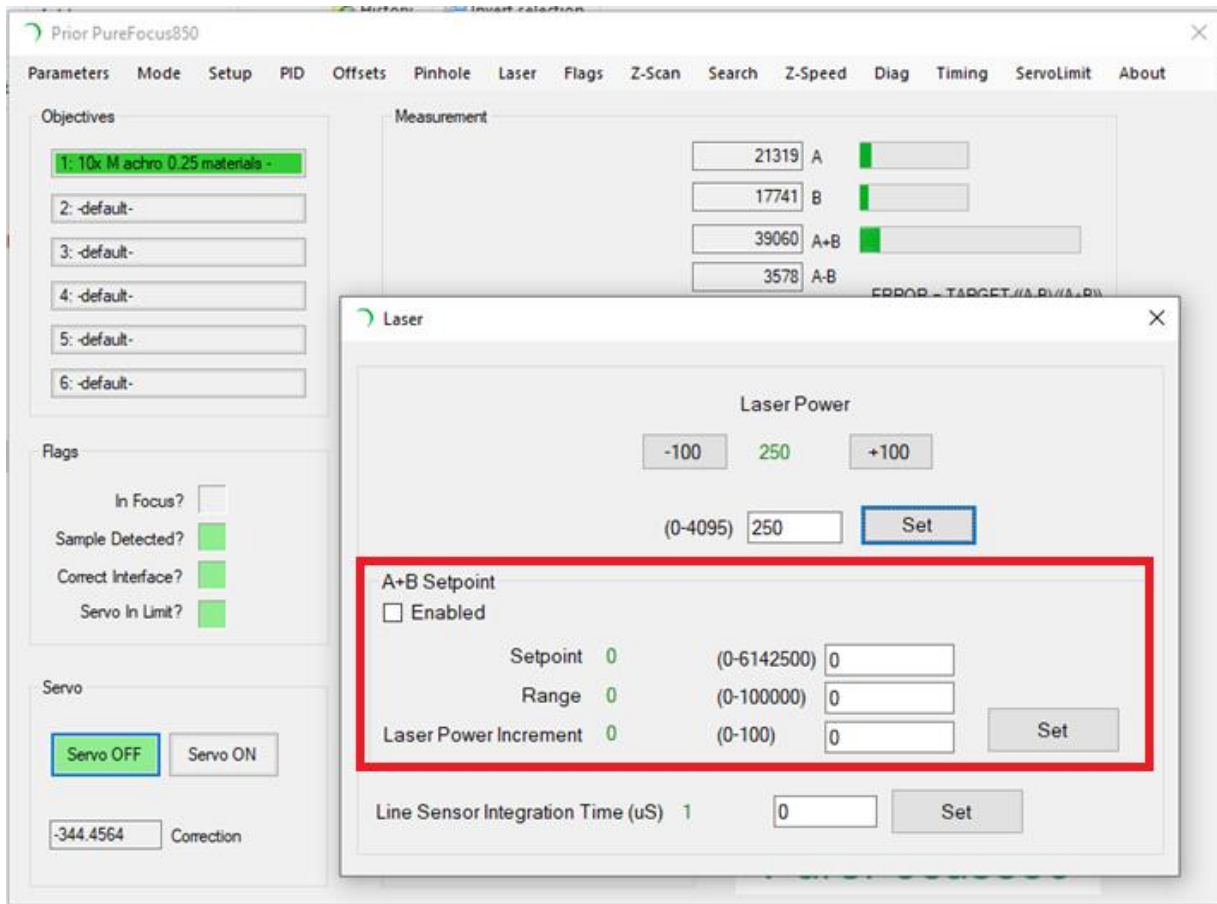 History Invert selection
Prior PureFocus850
Parameters Mode Setup PID Offsets Pinhole Laser Flags Z-Scan Search Z-Speed Diag Timing ServoLimit About
Objectives
1: 10x M achro 0.25 materials -
2: -default-
3: -default-
4: -default-
5: -default-
6: -default-
Measurement
21319 A
17741 B
39060 A+B
3578 A-B
ERROR = TARGET-((A-B)/(A+B))
Flags
In Focus?
Sample Detected?
Correct Interface?
Servo In Limit?
Servo
Servo OFF Servo ON
-344.4564 Correction
Laser
Laser Power
-100 250 +100
(0-4095) 250 Set
A+B Setpoint
Enabled
Setpoint 0 (0-6142500) 0
Range 0 (0-100000) 0
Laser Power Increment 0 (0-100) 0 Set
Line Sensor Integration Time (uS) 1 0 Set